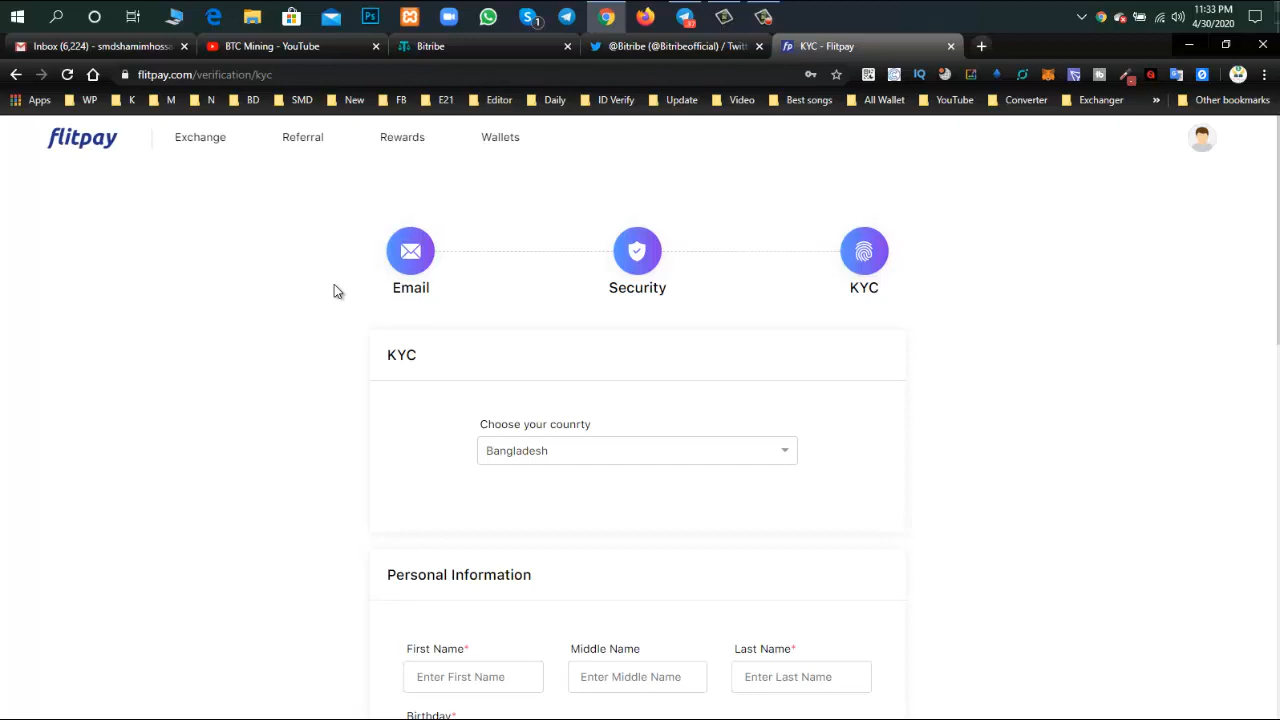 11:33 PM
4/30/2020
Inbox (6,224) - smdshamimhoss
BTC Mining - YouTube
Bitribe
@Bitribe (@Bitribeofficial) / Twitt
KYC - Flitpay
flitpay.com/verification/kyc
Apps WP K M N BD SMD New FB E21 Editor Daily ID Verify Update Video Best songs All Wallet YouTube Converter Exchanger » Other bookmarks
flitpay Exchange Referral Rewards Wallets
Email Security KYC
KYC
Choose your counrty
Bangladesh
Personal Information
First Name* Middle Name Last Name*
Enter First Name Enter Middle Name Enter Last Name
Birthday*